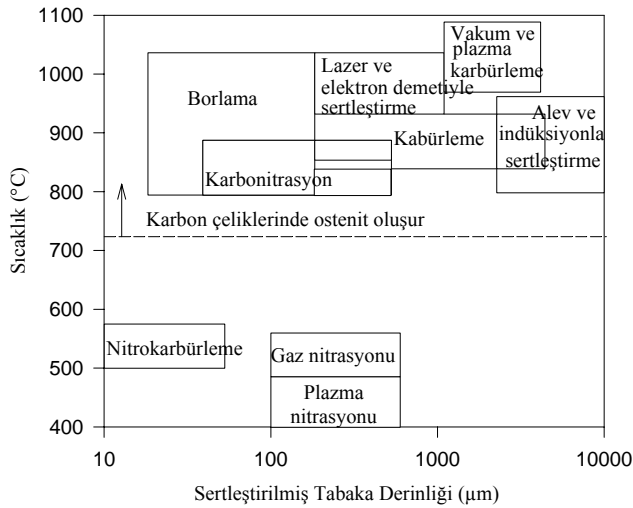 1100
1000
900
800
700
600
500
400
Sıcaklık (°C)
Vakum ve
plazma
karbürleme
Lazer ve
elektron demetiyle
sertleştirme
Borlama
Alev ve
indüksiyonla
sertleştirme
Kabürleme
Karbonitrasyon
Karbon çeliklerinde ostenit oluşur
Nitrokarbürleme
Gaz nitrasyonu
Plazma
nitrasyonu
10
100
1000
10000
Sertleştirilmiş Tabaka Derinliği (µm)